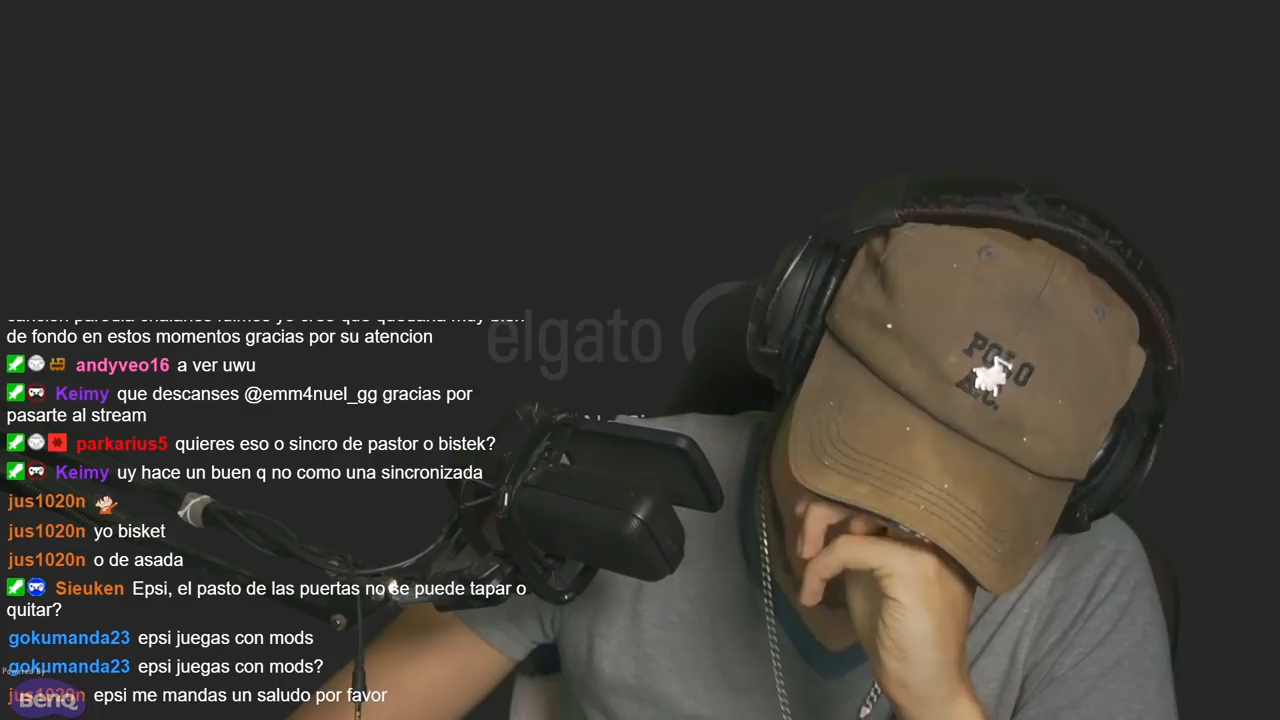 de fondo en estos momentos gracias por su atencion
andyveo16 a ver uwu
Keimy que descanses @emm4nuel_gg gracias por
pasarte al stream
parkarius5 quieres eso o sincro de pastor o bistek?
Keimy uy hace un buen q no como una sincronizada
jus1020n
jus1020n yo bisket
jus1020n o de asada
Sieuken Epsi, el pasto de las puertas no se puede tapar o
quitar?
gokumanda23 epsi juegas con mods
gokumanda23 epsi juegas con mods?
jus1020n epsi me mandas un saludo por favor
Powered By
BenQ
elgato
POLO